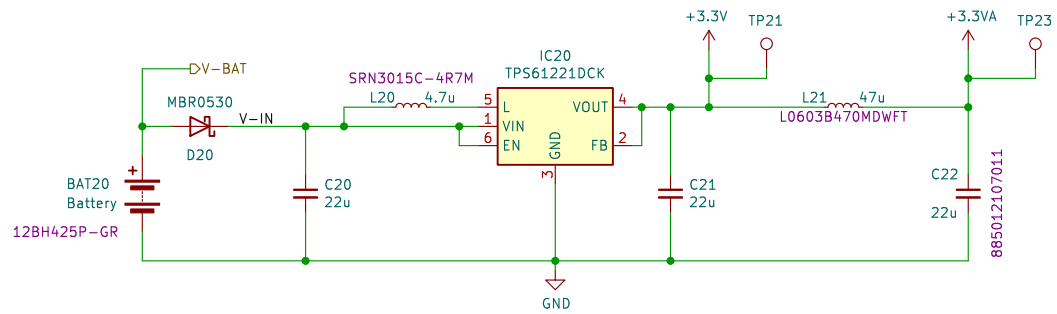 +3.3V
TP21
+3.3VA
TP23
IC20
TPS61221DCK
V-BAT
SRN3015C-4R7M
MBR0530
V-IN
L20
4.7u
5
L
VOUT
4
L21
47u
L0603B470MDWFT
1
VIN
6
EN
GND
FB
2
D20
3
BAT20
Battery
12BH425P-GR
C20
22u
C21
22u
C22
22u
885012107011
GND